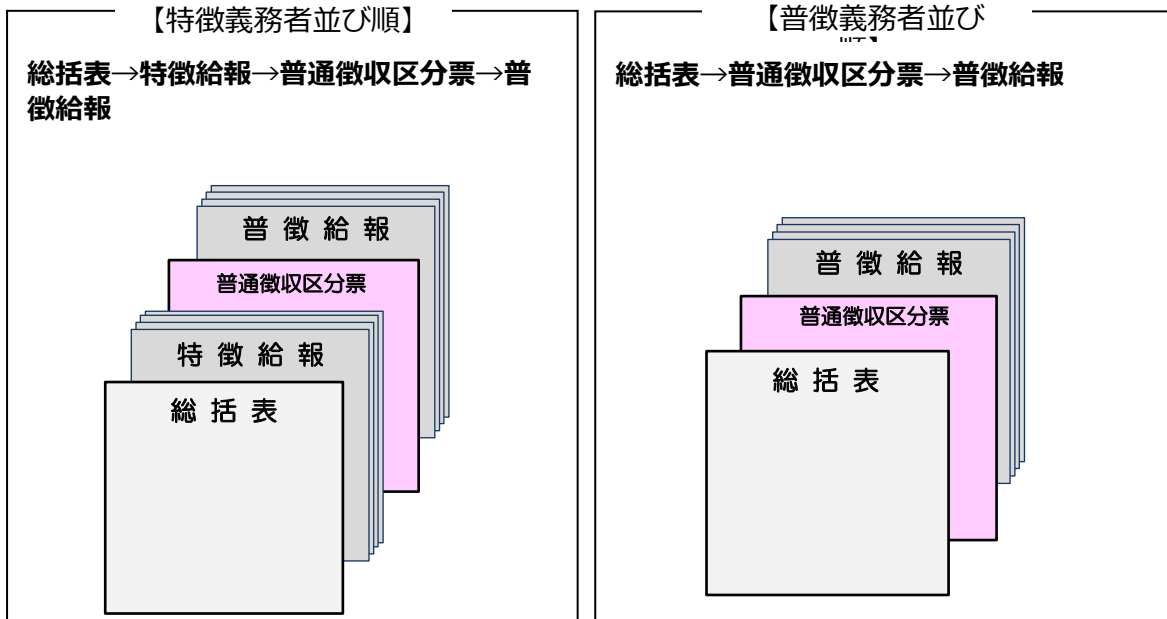 【特徴義務者並び順】
総括表→特徴給報→普通徴収区分票→普
徴給報
普徴給報
普通徴収区分票
特徴給報
総括表
【普徴義務者並び
総括表→普通徴収区分票→普徴給報
普徴給報
普通徴収区分票
総括表